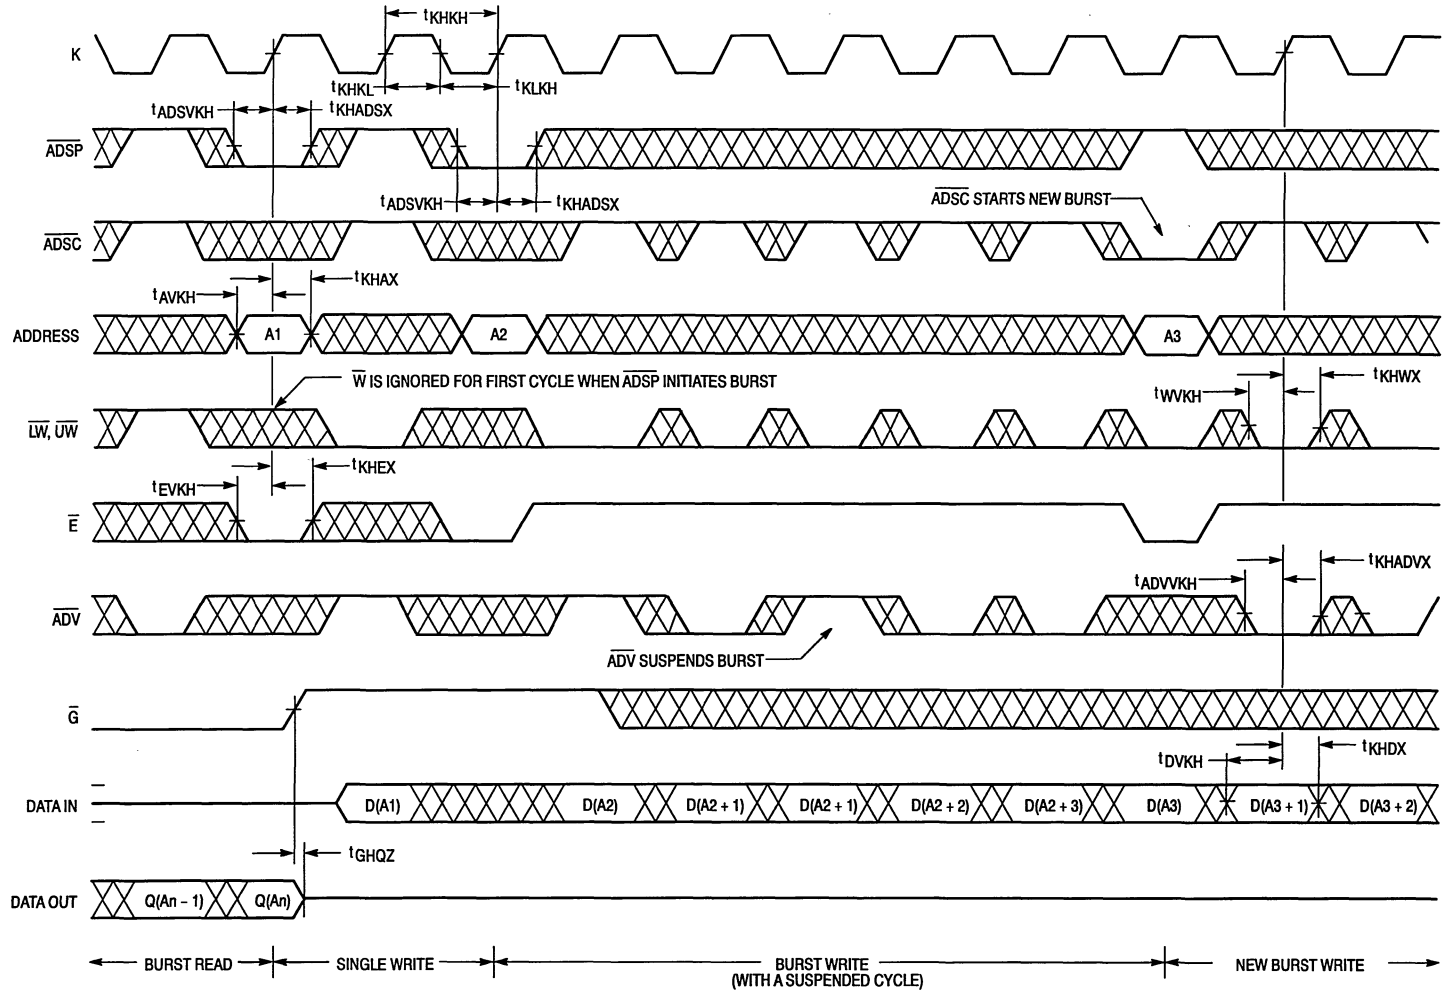 tKHKH
K
tKHKL
tKLKH
tADSVKH
tKHADSX
ADSP
tADSVKH
tKHADSX
ADSC STARTS NEW BURST
ADSC
tKHAX
tAVKH
ADDRESS
A1
A2
A3
W IS IGNORED FOR FIRST CYCLE WHEN ADSP INITIATES BURST
tKHWX
tWVKH
LW, UW
tKHEX
tEVKH
E
tKHADVX
tADVVKH
ADV
ADV SUSPENDS BURST
G
tKHDX
tDVKH
DATA IN
D(A1)
D(A2)
D(A2 + 1)
D(A2 + 1)
D(A2 + 2)
D(A2 + 3)
D(A3)
D(A3 + 1)
D(A3 + 2)
tGHQZ
DATA OUT
Q(An – 1)
Q(An)
BURST READ
SINGLE WRITE
BURST WRITE
(WITH A SUSPENDED CYCLE)
NEW BURST WRITE